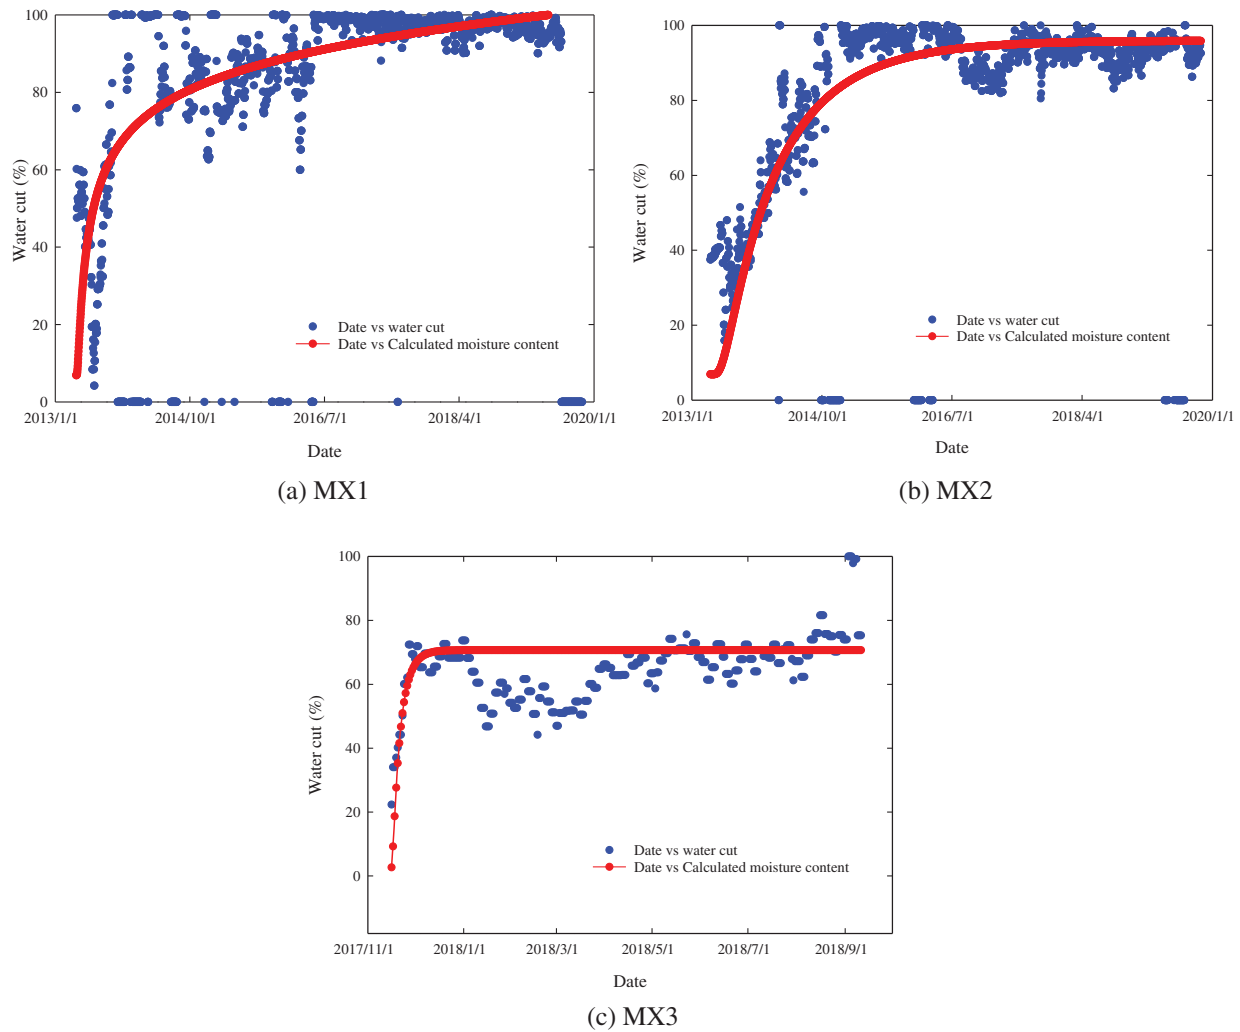 100
80
60
40
20
0
Water cut (%)
Date vs water cut
Date vs Calculated moisture content
2013/1/1
2014/10/1
2016/7/1
2018/4/1
2020/1/1
Date
(a) MX1
100
80
60
40
20
0
Water cut (%)
Date vs water cut
Date vs Calculated moisture content
2013/1/1
2014/10/1
2016/7/1
2018/4/1
2020/1/1
Date
(b) MX2
100
80
60
40
20
0
Water cut (%)
Date vs water cut
Date vs Calculated moisture content
2017/11/1
2018/1/1
2018/3/1
2018/5/1
2018/7/1
2018/9/1
Date
(c) MX3